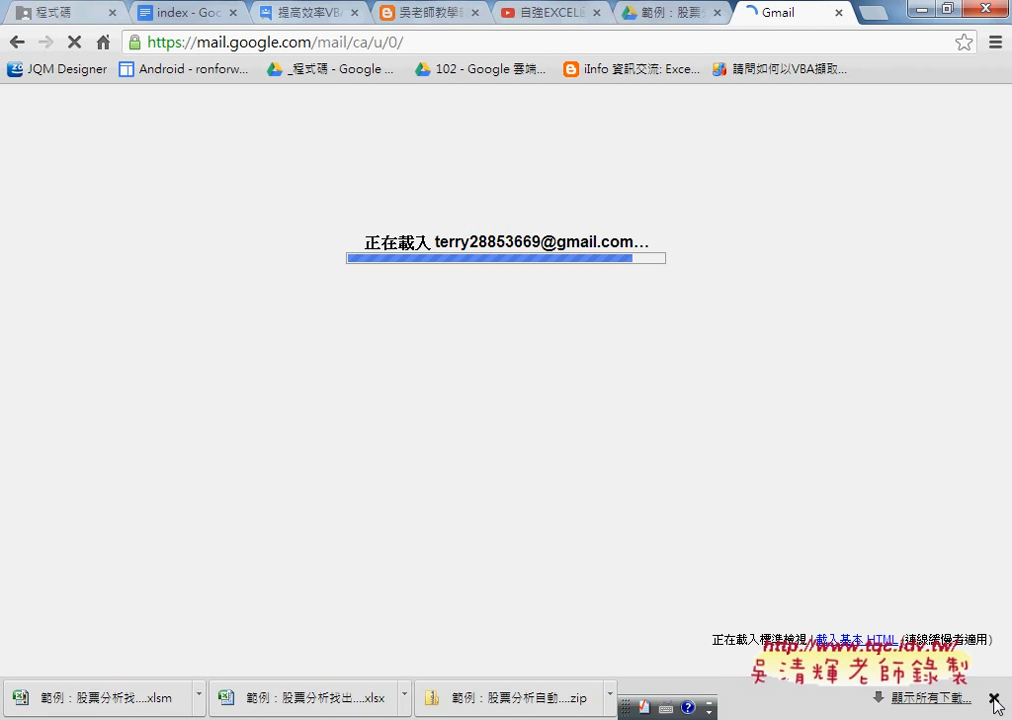 程式碼
index - Goc
提高效率VBA
吳老師教學
自強EXCEL
範例：股票分
Gmail
https://mail.google.com/mail/ca/u/0/
JQM Designer
Android - ronforw...
_程式碼 - Google ...
102 - Google 雲端...
iInfo 資訊交流: Exce...
請問如何以VBA擷取...
正在載入 terry28853669@gmail.com…
正在載入標準檢視 | 載入基本 HTML (連線緩慢者適用)
http://www.tqc.idv.tw/
吳清輝老師錄製
範例：股票分析找....xlsm
範例：股票分析找出....xlsx
範例：股票分析自動....zip
顯示所有下載...